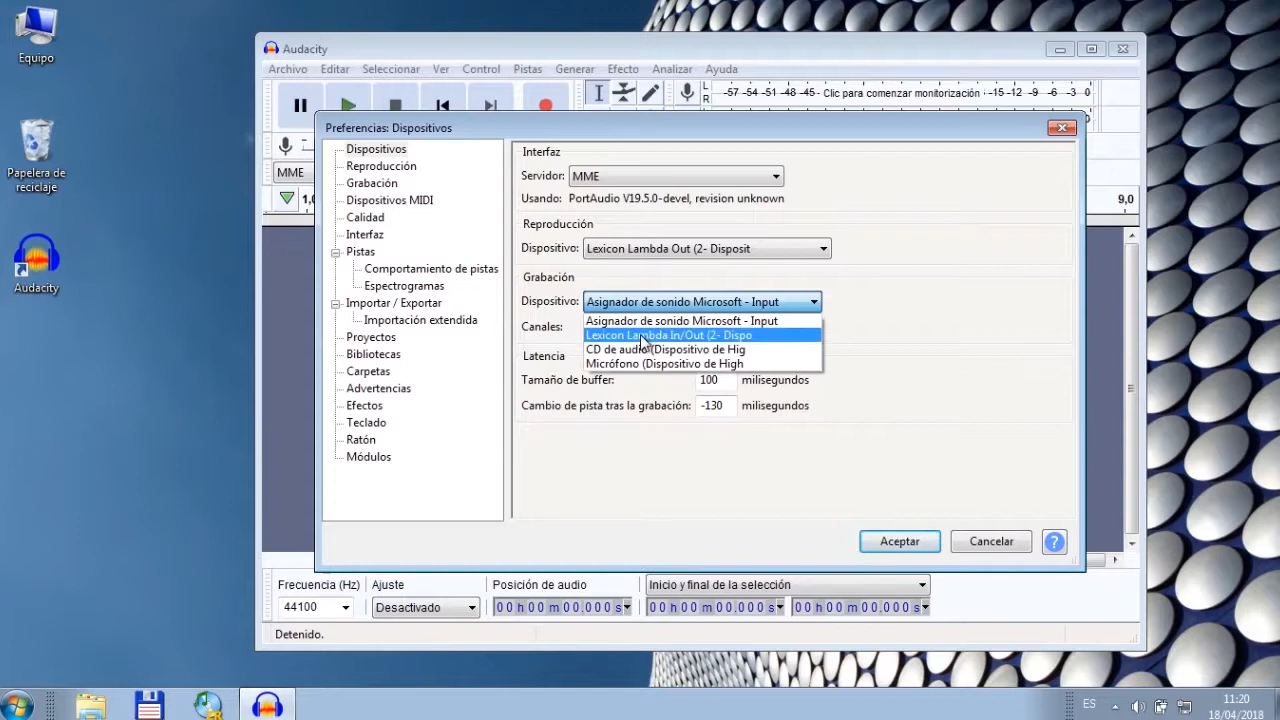 Equipo
Papelera de
reciclaje
Audacity
Audacity
Archivo Editar Seleccionar Ver Control Pistas Generar Efecto Analizar Ayuda
L
R
-57 -54 -51 -48 -45 - Clic para comenzar monitorización -15 -12 -9 -6 -3 0
MME
1,0
9,0
Preferencias: Dispositivos
Dispositivos
Reproducción
Grabación
Dispositivos MIDI
Calidad
Interfaz
Pistas
Comportamiento de pistas
Espectrogramas
Importar / Exportar
Importación extendida
Proyectos
Bibliotecas
Carpetas
Advertencias
Efectos
Teclado
Ratón
Módulos
Interfaz
Servidor: MME
Usando: PortAudio V19.5.0-devel, revision unknown
Reproducción
Dispositivo: Lexicon Lambda Out (2- Disposit
Grabación
Dispositivo: Asignador de sonido Microsoft - Input
Asignador de sonido Microsoft - Input
Lexicon Lambda In/Out (2- Dispo
CD de audio (Dispositivo de Hig
Micrófono (Dispositivo de High
Canales:
Latencia
Tamaño de buffer: 100 milisegundos
Cambio de pista tras la grabación: -130 milisegundos
Aceptar Cancelar ?
Frecuencia (Hz) Ajuste Posición de audio Inicio y final de la selección
44100 Desactivado 00 h 00 m 00.000 s 00 h 00 m 00.000 s 00 h 00 m 00.000 s
Detenido.
ES
11:20
18/04/2018